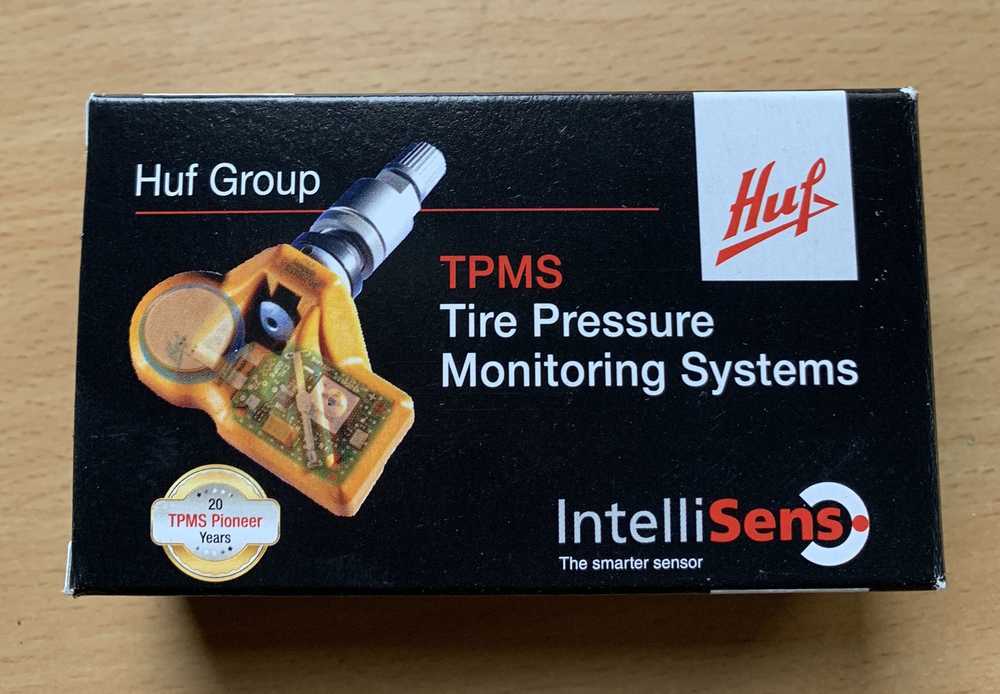 Huf Group
Huf
TPMS
Tire Pressure
Monitoring Systems
20
TPMS Pioneer
Years
IntelliSens
The smarter sensor